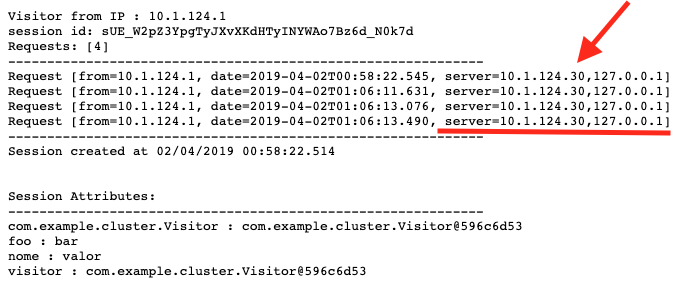 Visitor from IP : 10.1.124.1
session id: sUE_W2pZ3YpgTyJXvXKdHTyINYWAo7Bz6d_N0k7d
Requests: [4]
-------------------------------------------------------------
Request [from=10.1.124.1, date=2019-04-02T00:58:22.545, server=10.1.124.30,127.0.0.1]
Request [from=10.1.124.1, date=2019-04-02T01:06:11.631, server=10.1.124.30,127.0.0.1]
Request [from=10.1.124.1, date=2019-04-02T01:06:13.076, server=10.1.124.30,127.0.0.1]
Request [from=10.1.124.1, date=2019-04-02T01:06:13.490, server=10.1.124.30,127.0.0.1]
-------------------------------------------------------------
Session created at 02/04/2019 00:58:22.514
Session Attributes:
-------------------------------------------------------------
com.example.cluster.Visitor : com.example.cluster.Visitor@596c6d53
foo : bar
nome : valor
visitor : com.example.cluster.Visitor@596c6d53